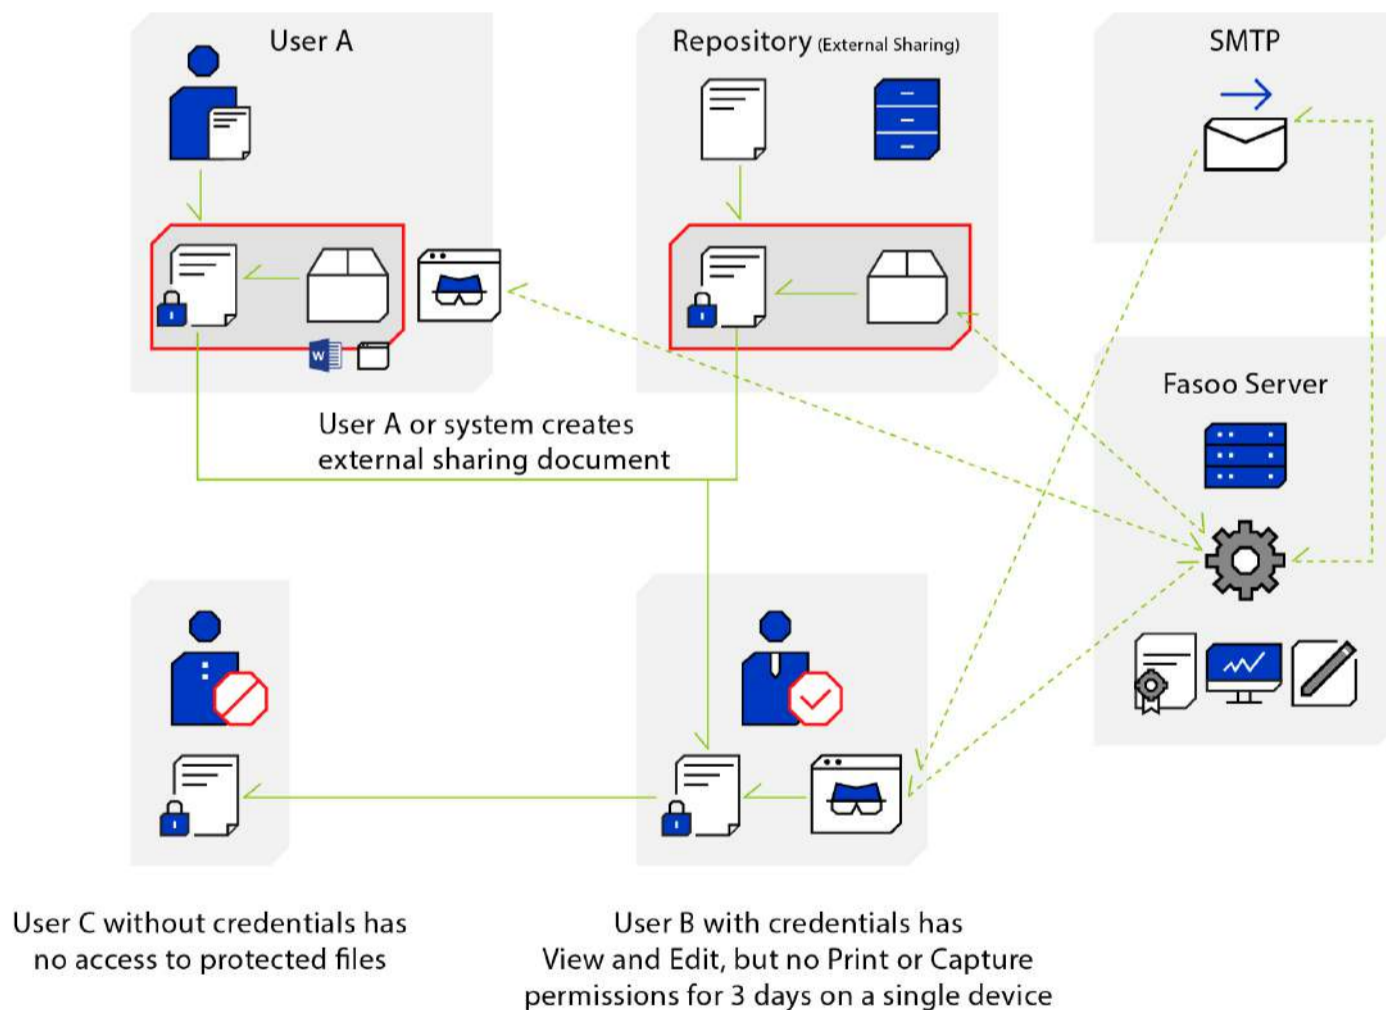 User A
Repository (External Sharing)
SMTP
W
Fasoo Server
User A or system creates
external sharing document
User C without credentials has
no access to protected files
User B with credentials has
View and Edit, but no Print or Capture
permissions for 3 days on a single device